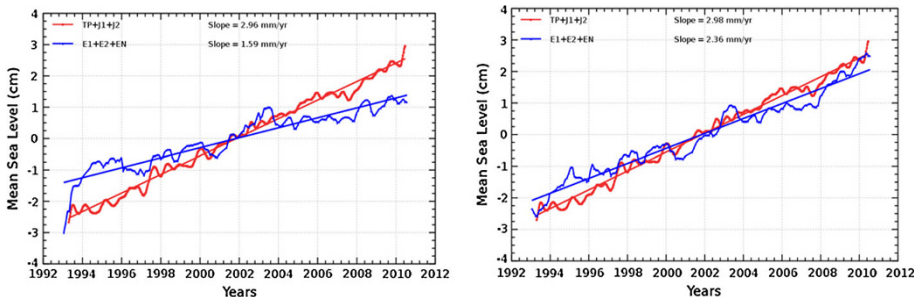 TP+J1+J2 Slope = 2.96 mm/yr
E1+E2+EN Slope = 1.59 mm/yr
Mean Sea Level (cm)
4
3
2
1
0
-1
-2
-3
-4
1992 1994 1996 1998 2000 2002 2004 2006 2008 2010 2012
Years
TP+J1+J2 Slope = 2.98 mm/yr
E1+E2+EN Slope = 2.36 mm/yr
Mean Sea Level (cm)
4
3
2
1
0
-1
-2
-3
-4
1992 1994 1996 1998 2000 2002 2004 2006 2008 2010 2012
Years